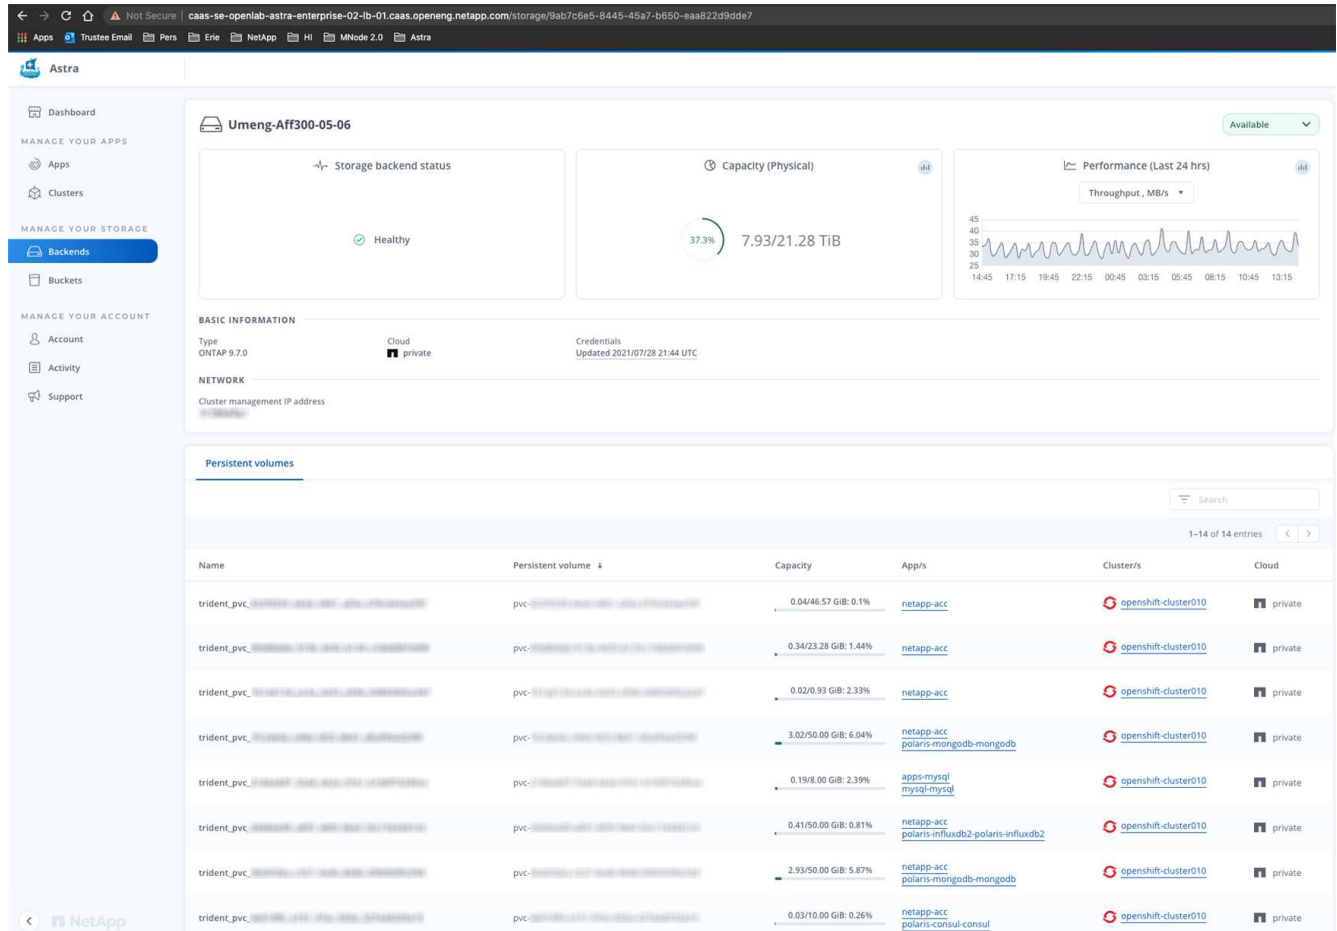 Not Secure | caas-se-openlab-astra-enterprise-02-lb-01.caas.openeng.netapp.com/storage/9ab7c6e5-8445-45a7-b650-eaa822d9dde7
Apps Trustee Email Pers Erie NetApp HI MNode 2.0 Astra
Astra
Dashboard
MANAGE YOUR APPS
Apps
Clusters
MANAGE YOUR STORAGE
Backends
Buckets
MANAGE YOUR ACCOUNT
Account
Activity
Support
NetApp
Umeng-Aff300-05-06
Available
Storage backend status
Healthy
Capacity (Physical)
37.3%
7.93/21.28 TiB
Performance (Last 24 hrs)
Throughput , MB/s
45
40
35
30
25
14:45 17:15 19:45 22:15 00:45 03:15 05:45 08:15 10:45 13:15
BASIC INFORMATION
Type
ONTAP 9.7.0
Cloud
private
Credentials
Updated 2021/07/28 21:44 UTC
NETWORK
Cluster management IP address
Persistent volumes
Search
1-14 of 14 entries
Name Persistent volume Capacity App/s Cluster/s Cloud
trident_pvc_ pvc- 0.04/46.57 GiB: 0.1% netapp-acc openshift-cluster010 private
trident_pvc_ pvc- 0.34/23.28 GiB: 1.44% netapp-acc openshift-cluster010 private
trident_pvc_ pvc- 0.02/0.93 GiB: 2.33% netapp-acc openshift-cluster010 private
trident_pvc_ pvc- 3.02/50.00 GiB: 6.04% netapp-acc openshift-cluster010 private
polaris-mongodb-mongodb
trident_pvc_ pvc- 0.19/8.00 GiB: 2.39% apps-mysql openshift-cluster010 private
mysql-mysql
trident_pvc_ pvc- 0.41/50.00 GiB: 0.81% netapp-acc openshift-cluster010 private
polaris-influxdb2-polaris-influxdb2
trident_pvc_ pvc- 2.93/50.00 GiB: 5.87% netapp-acc openshift-cluster010 private
polaris-mongodb-mongodb
trident_pvc_ pvc- 0.03/10.00 GiB: 0.26% netapp-acc openshift-cluster010 private
polaris-consul-consul